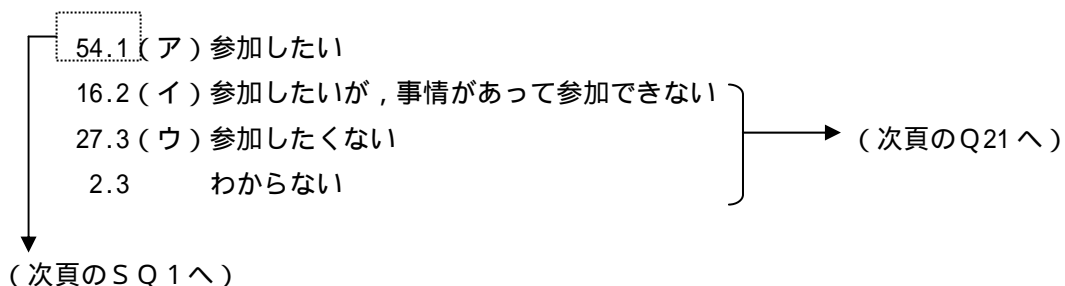 54.1（ア）参加したい
16.2（イ）参加したいが，事情があって参加できない
27.3（ウ）参加したくない
2.3 わからない
（次頁のＱ21へ）
（次頁のＳＱ１へ）